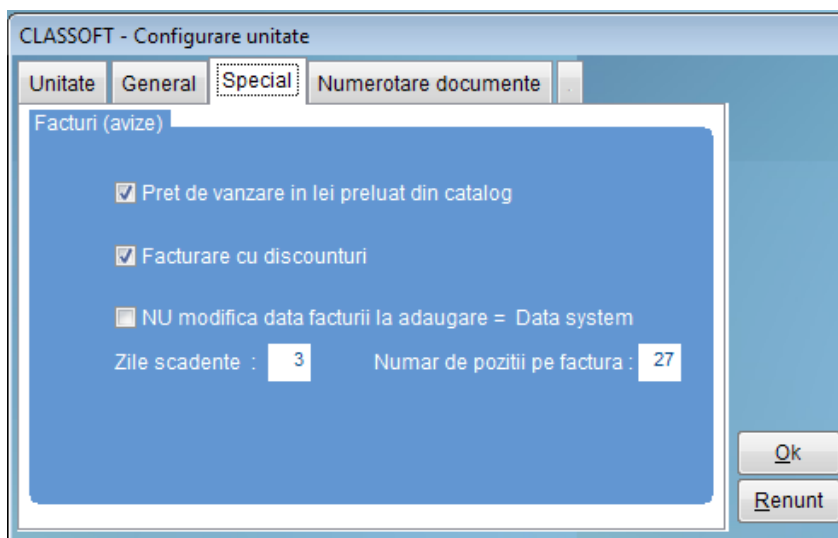 CLASSOFT - Configurare unitate
Unitate General Special Numerotare documente
Facturi (avize)
Pret de vanzare in lei preluat din catalog
Facturare cu discounturi
NU modifica data facturii la adaugare = Data system
Zile scadente : 3 Numar de pozitii pe factura : 27
Ok
Renunt